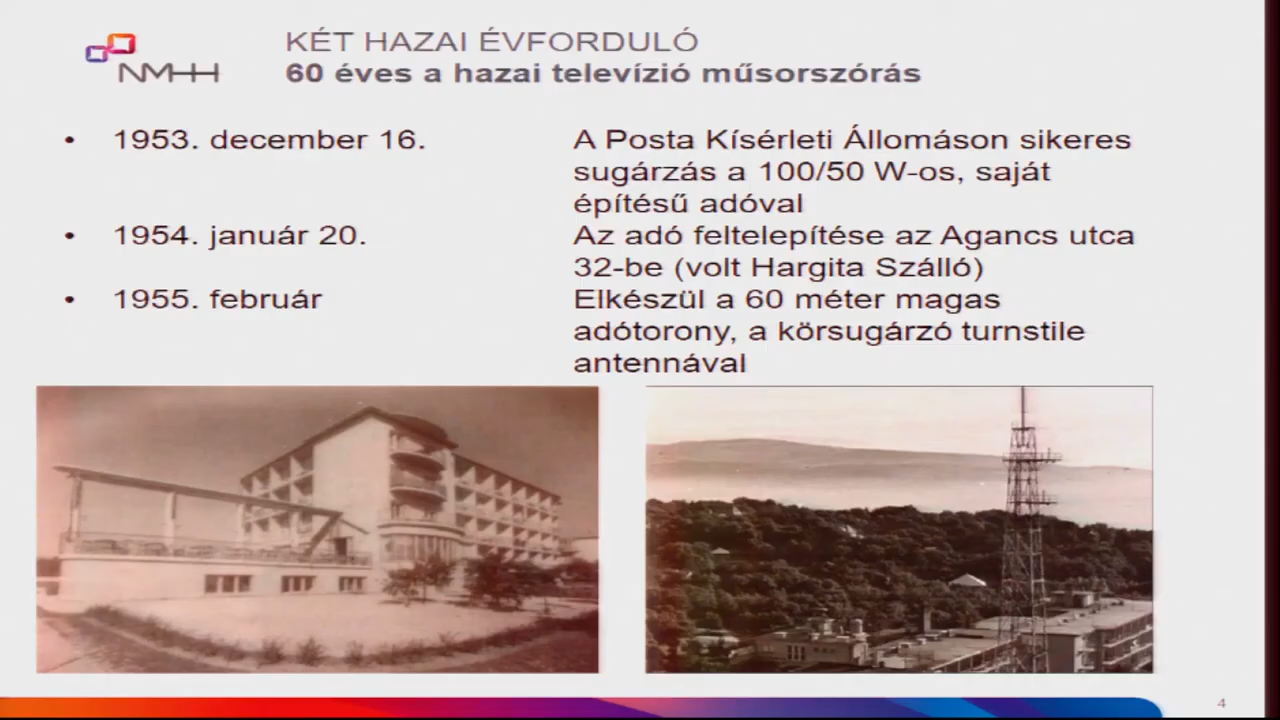 NMHH
KÉT HAZAI ÉVFORDULÓ
60 éves a hazai televízió műsorszórás
• 1953. december 16.
A Posta Kísérleti Állomáson sikeres
sugárzás a 100/50 W-os, saját
építésű adóval
• 1954. január 20.
Az adó feltelepítése az Agancs utca
32-be (volt Hargita Szálló)
• 1955. február
Elkészül a 60 méter magas
adótorony, a körsugárzó turnstile
antennával
4